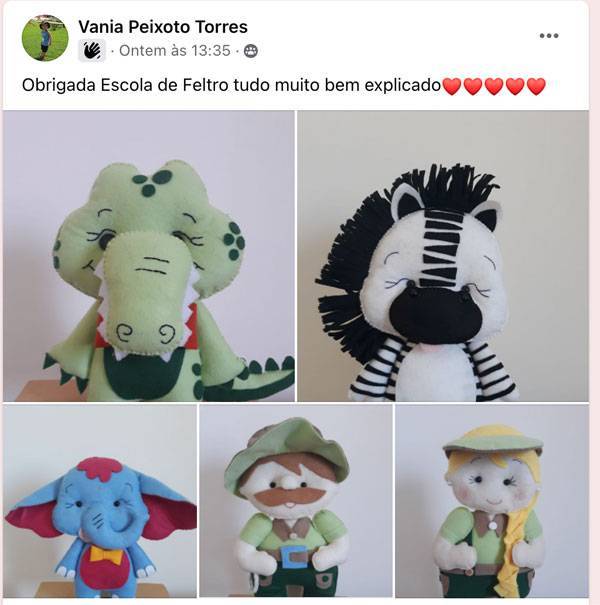 Vania Peixoto Torres
· Ontem às 13:35 ·
Obrigada Escola de Feltro tudo muito bem explicado❤️❤️❤️❤️❤️